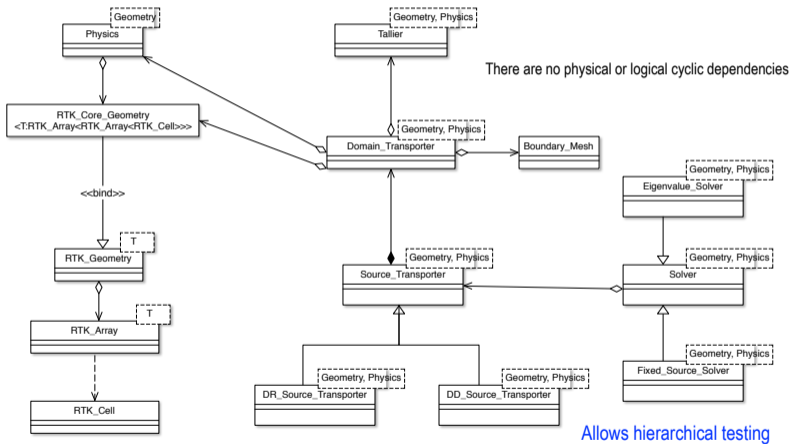 Geometry
Physics
Geometry, Physics
Tallier
There are no physical or logical cyclic dependencies
RTK_Core_Geometry
<T:RTK_Array<RTK_Array<RTK_Cell>>>
Geometry, Physics
Domain_Transporter
Boundary_Mesh
Geometry, Physics
Eigenvalue_Solver
<<bind>>
T
RTK_Geometry
Geometry, Physics
Source_Transporter
Geometry, Physics
Solver
T
RTK_Array
Geometry, Physics
Fixed_Source_Solver
Geometry, Physics
DR_Source_Transporter
Geometry, Physics
DD_Source_Transporter
RTK_Cell
Allows hierarchical testing